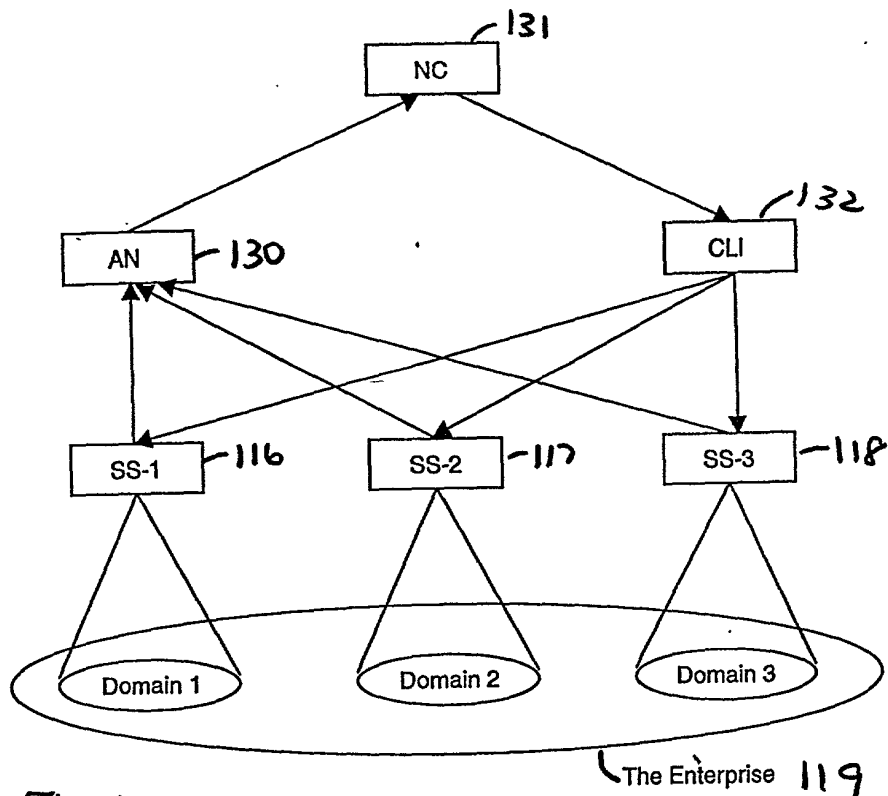 131
NC
132
AN
130
CLI
SS-1
116
SS-2
117
SS-3
118
Domain 1
Domain 2
Domain 3
The Enterprise 119